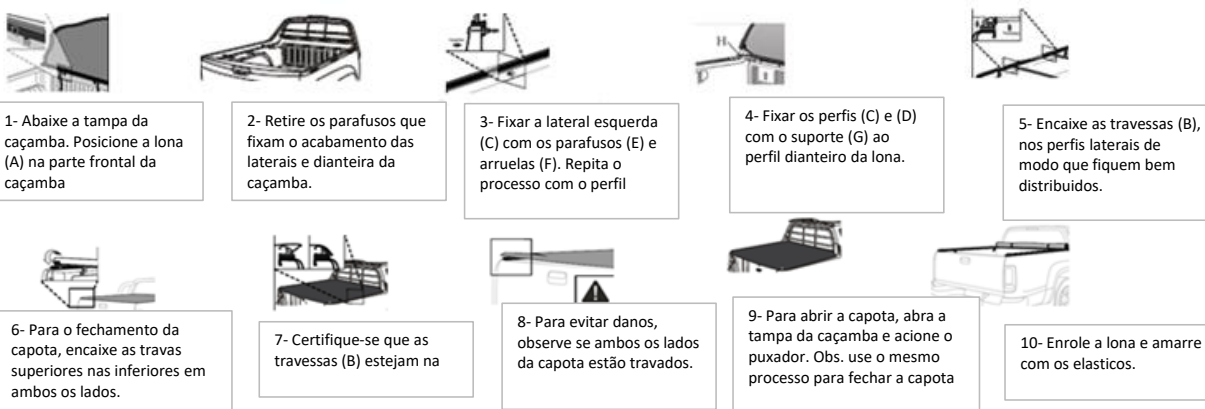 H
1- Abaixe a tampa da
caçamba. Posicione a lona
(A) na parte frontal da
caçamba
2- Retire os parafusos que
fixam o acabamento das
laterais e dianteira da
caçamba.
3- Fixar a lateral esquerda
(C) com os parafusos (E) e
arruelas (F). Repita o
processo com o perfil
4- Fixar os perfis (C) e (D)
com o suporte (G) ao
perfil dianteiro da lona.
5- Encaixe as travessas (B),
nos perfis laterais de
modo que fiquem bem
distribuidos.
6- Para o fechamento da
capota, encaixe as travas
superiores nas inferiores em
ambos os lados.
7- Certifique-se que as
travessas (B) estejam na
8- Para evitar danos,
observe se ambos os lados
da capota estão travados.
9- Para abrir a capota, abra a
tampa da caçamba e acione o
puxador. Obs. use o mesmo
processo para fechar a capota
10- Enrole a lona e amarre
com os elasticos.